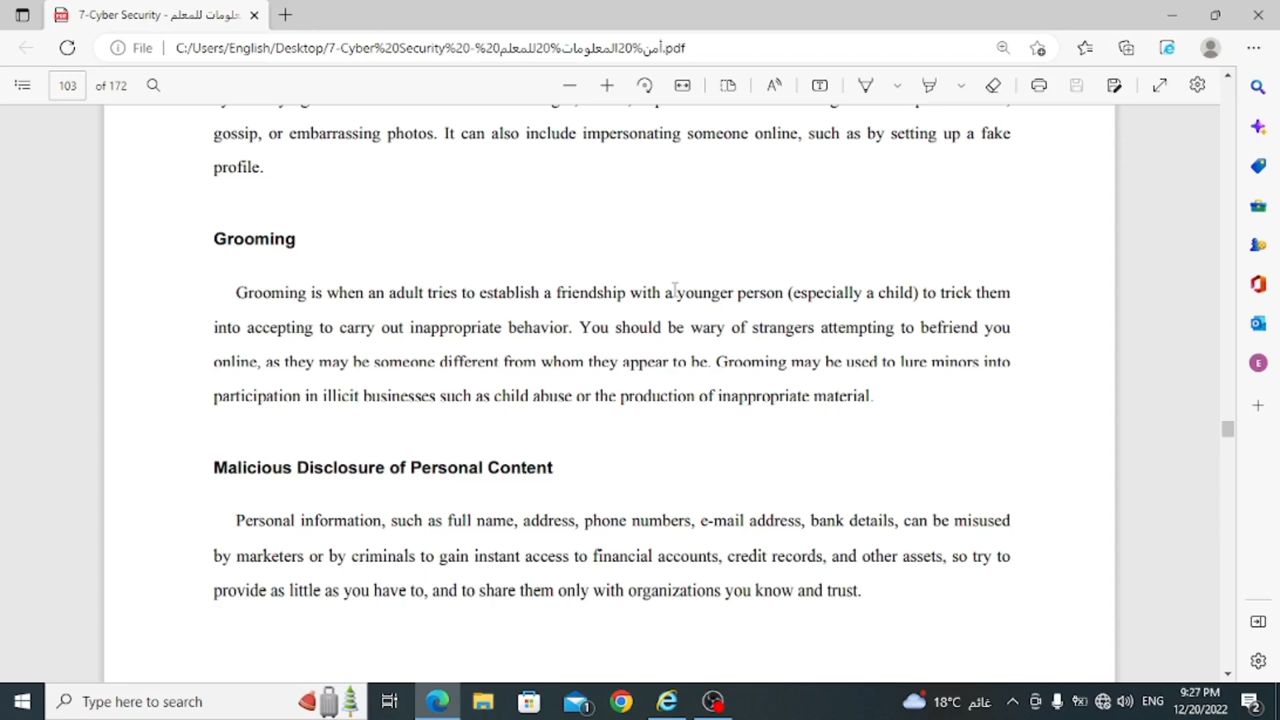 7-Cyber Security - علومات للمعلم
File
C:/Users/English/Desktop/7-Cyber%20Security%20-%20أمن%20المعلومات%20للمعلم.pdf
103 of 172
gossip, or embarrassing photos. It can also include impersonating someone online, such as by setting up a fake
profile.
Grooming
Grooming is when an adult tries to establish a friendship with a younger person (especially a child) to trick them
into accepting to carry out inappropriate behavior. You should be wary of strangers attempting to befriend you
online, as they may be someone different from whom they appear to be. Grooming may be used to lure minors into
participation in illicit businesses such as child abuse or the production of inappropriate material.
Malicious Disclosure of Personal Content
Personal information, such as full name, address, phone numbers, e-mail address, bank details, can be misused
by marketers or by criminals to gain instant access to financial accounts, credit records, and other assets, so try to
provide as little as you have to, and to share them only with organizations you know and trust.
Type here to search
18°C غائم
ENG
9:27 PM
12/20/2022